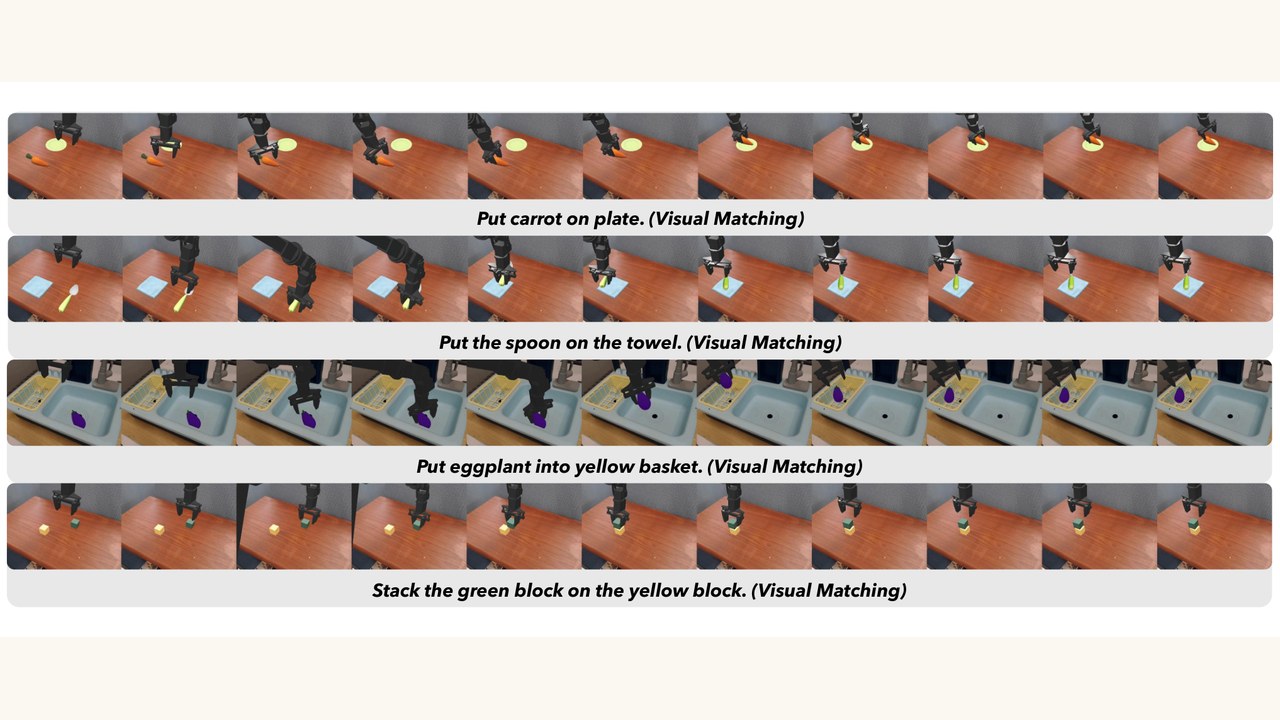 Put carrot on plate. (Visual Matching)
Put the spoon on the towel. (Visual Matching)
Put eggplant into yellow basket. (Visual Matching)
Stack the green block on the yellow block. (Visual Matching)